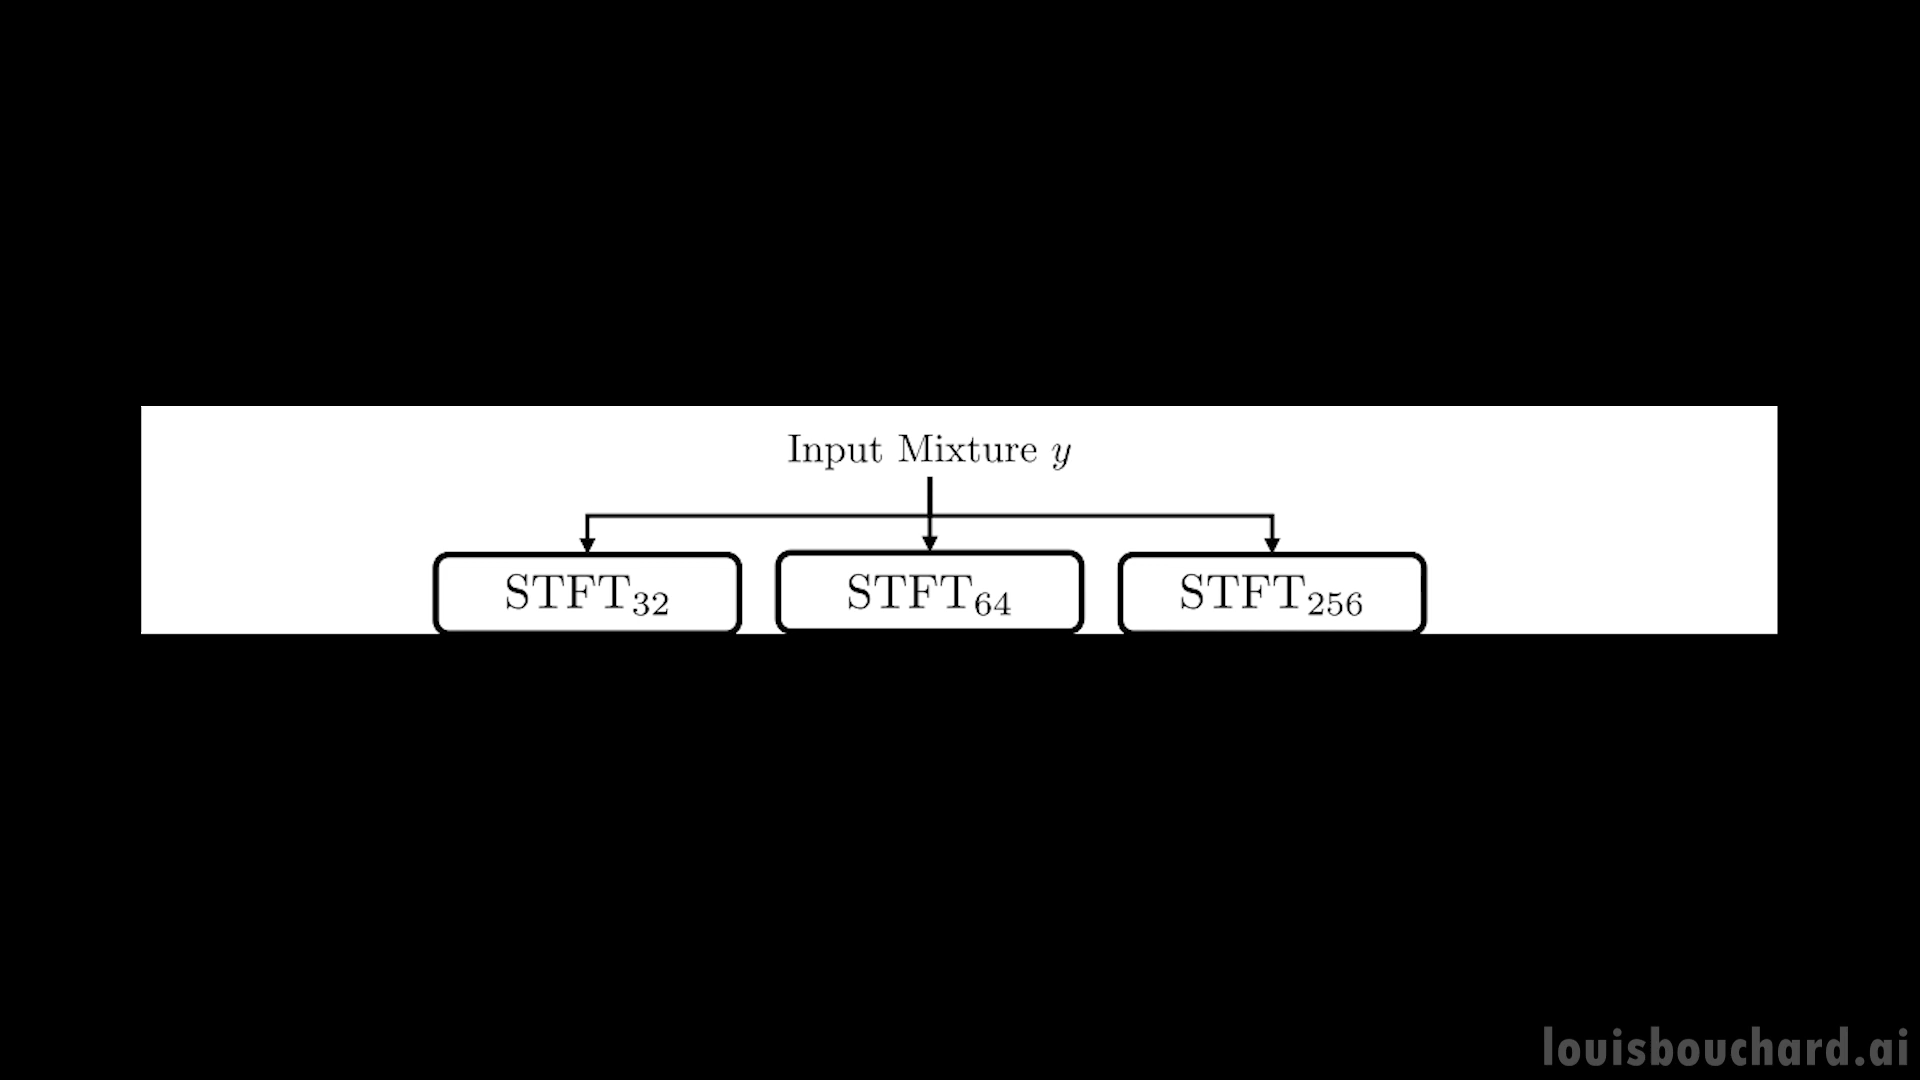 Input Mixture y
STFT₃₂ STFT₆₄ STFT₂₅₆
louisbouchard.ai